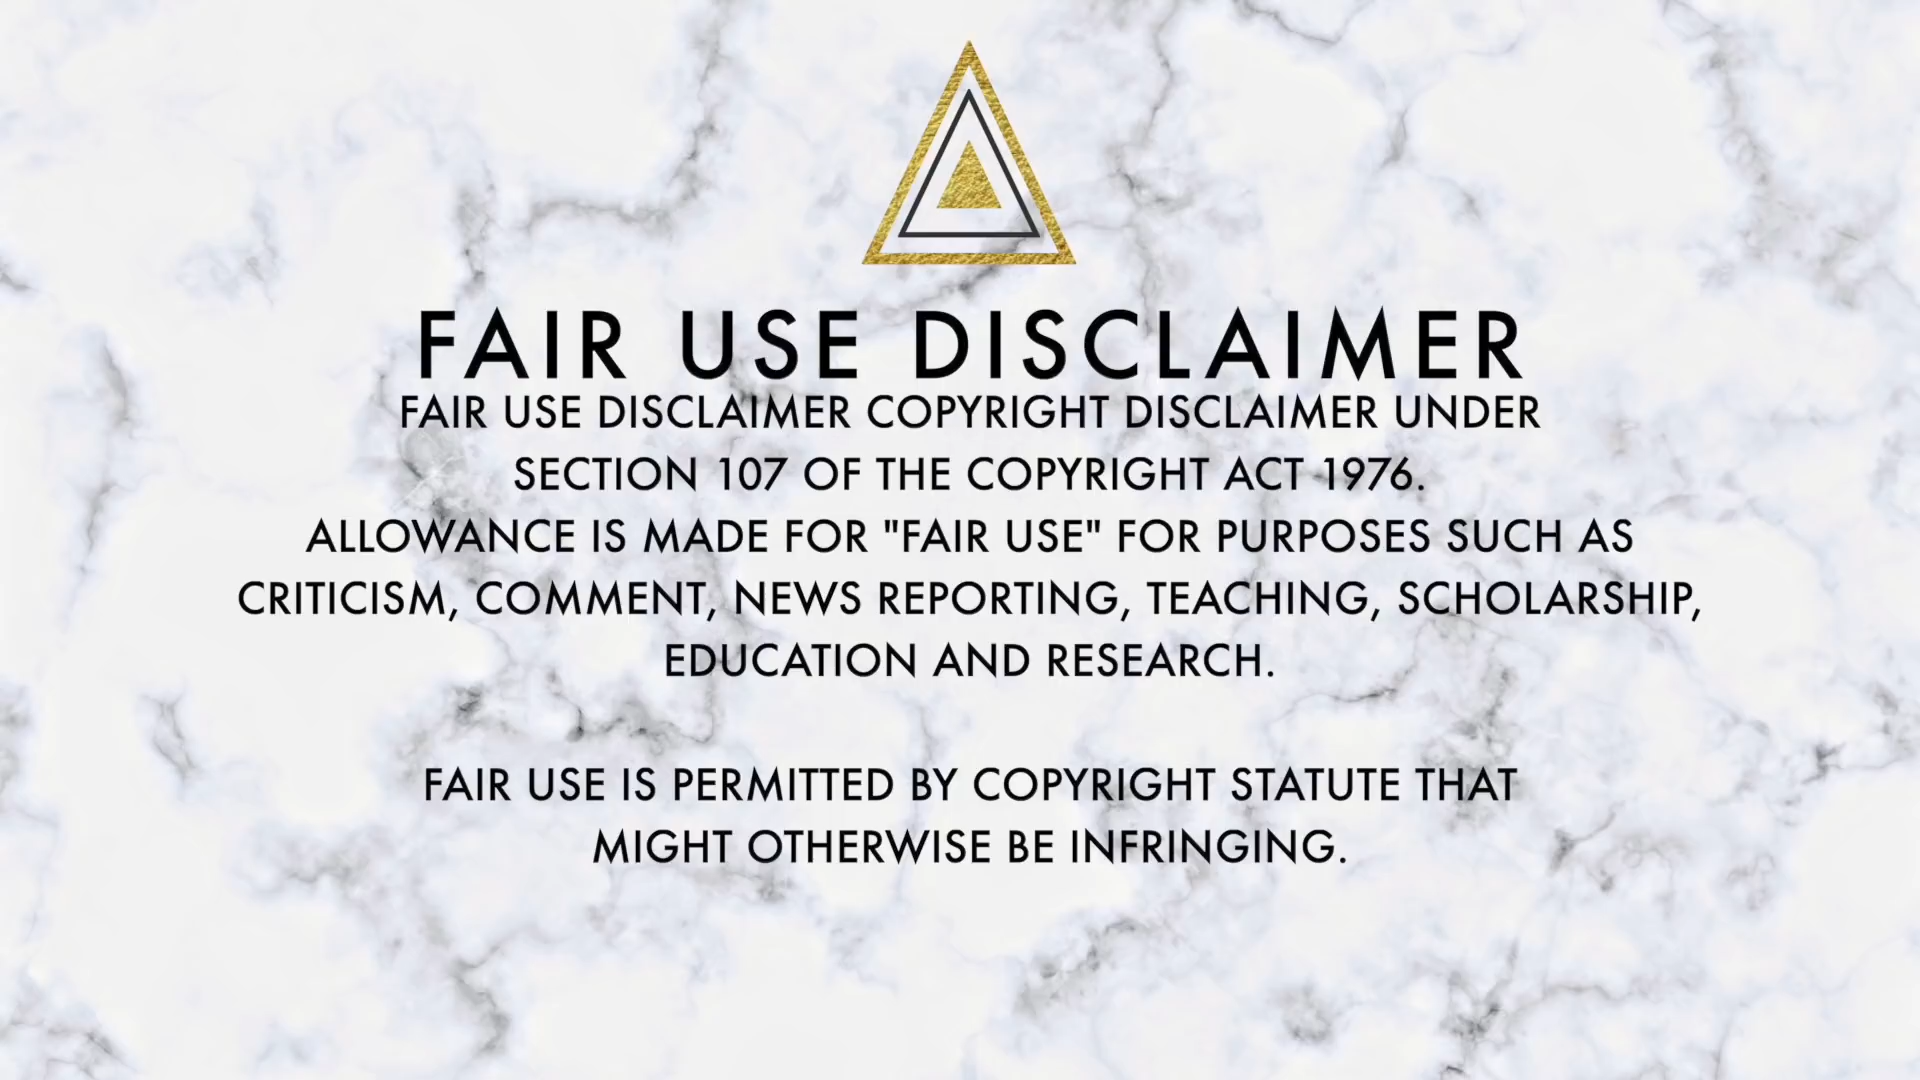 FAIR USE DISCLAIMER
FAIR USE DISCLAIMER COPYRIGHT DISCLAIMER UNDER
SECTION 107 OF THE COPYRIGHT ACT 1976.
ALLOWANCE IS MADE FOR "FAIR USE" FOR PURPOSES SUCH AS
CRITICISM, COMMENT, NEWS REPORTING, TEACHING, SCHOLARSHIP,
EDUCATION AND RESEARCH.
FAIR USE IS PERMITTED BY COPYRIGHT STATUTE THAT
MIGHT OTHERWISE BE INFRINGING.